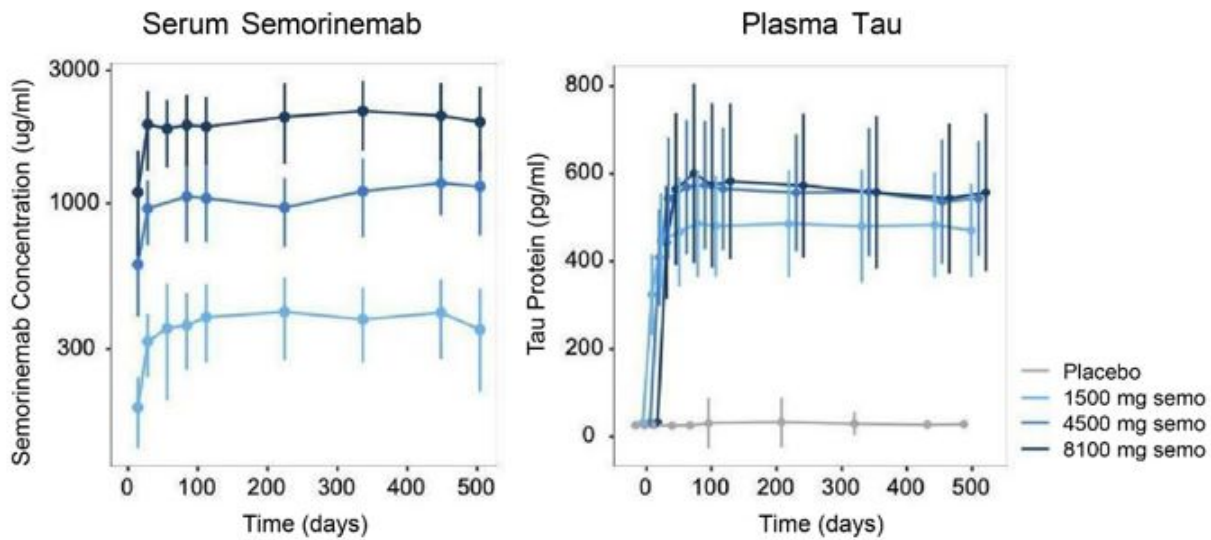 Serum Semorinemab
Semorinemab Concentration (ug/ml)
3000
1000
300
0 100 200 300 400 500
Time (days)
Plasma Tau
Tau Protein (pg/ml)
800
600
400
200
0
0 100 200 300 400 500
Time (days)
Placebo
1500 mg semo
4500 mg semo
8100 mg semo